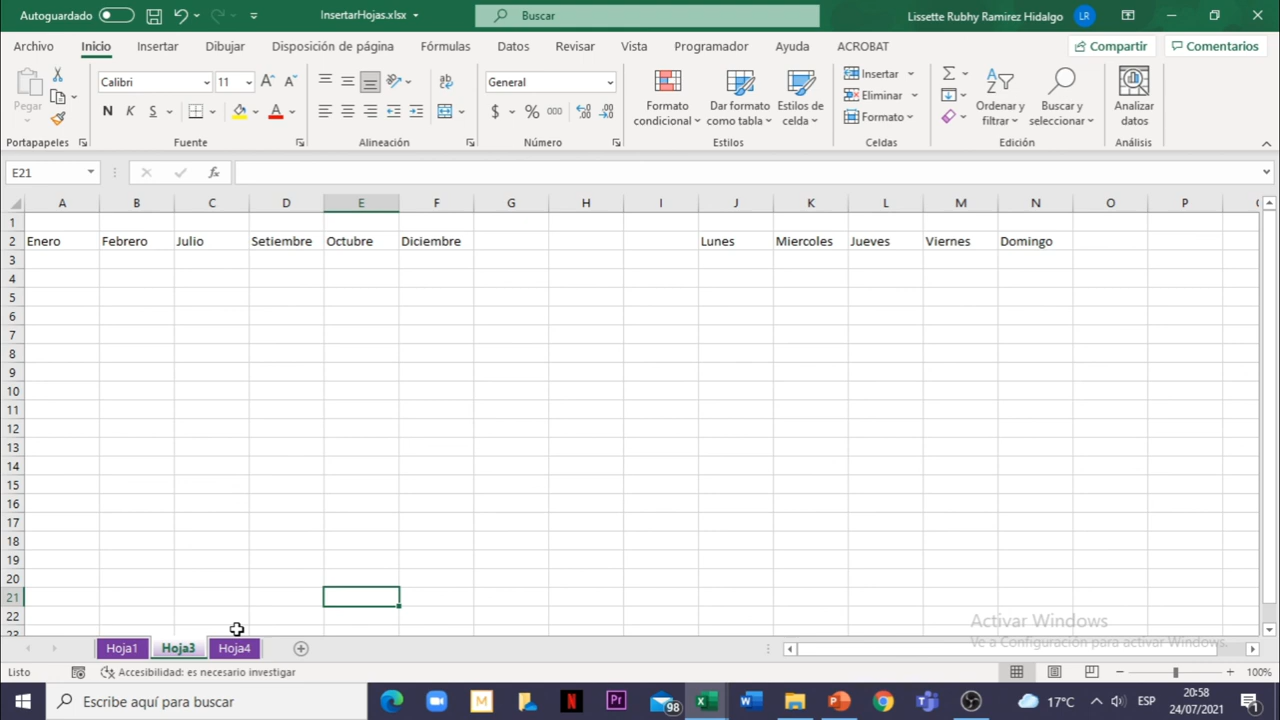 Autoguardado
InsertarHojas.xlsx
Buscar
Lissette Rubhy Ramirez Hidalgo
LR
Archivo Inicio Insertar Dibujar Disposición de página Fórmulas Datos Revisar Vista Programador Ayuda ACROBAT
Compartir
Comentarios
Pegar
Calibri
11
N K S
General
$ % 000
Formato condicional
Dar formato como tabla
Estilos de celda
Insertar
Eliminar
Formato
Ordenar y filtrar
Buscar y seleccionar
Analizar datos
Portapapeles Fuente Alineación Número Estilos Celdas Edición Análisis
E21
fx
A B C D E F G H I J K L M N O P
1
2 Enero Febrero Julio Setiembre Octubre Diciembre Lunes Miercoles Jueves Viernes Domingo
3
4
5
6
7
8
9
10
11
12
13
14
15
16
17
18
19
20
21
22
23
Activar Windows
Ve a Configuración para activar Windows.
Hoja1 Hoja3 Hoja4
Listo
Accesibilidad: es necesario investigar
100%
Escribe aquí para buscar
98
17°C
ESP
20:58
24/07/2021
1